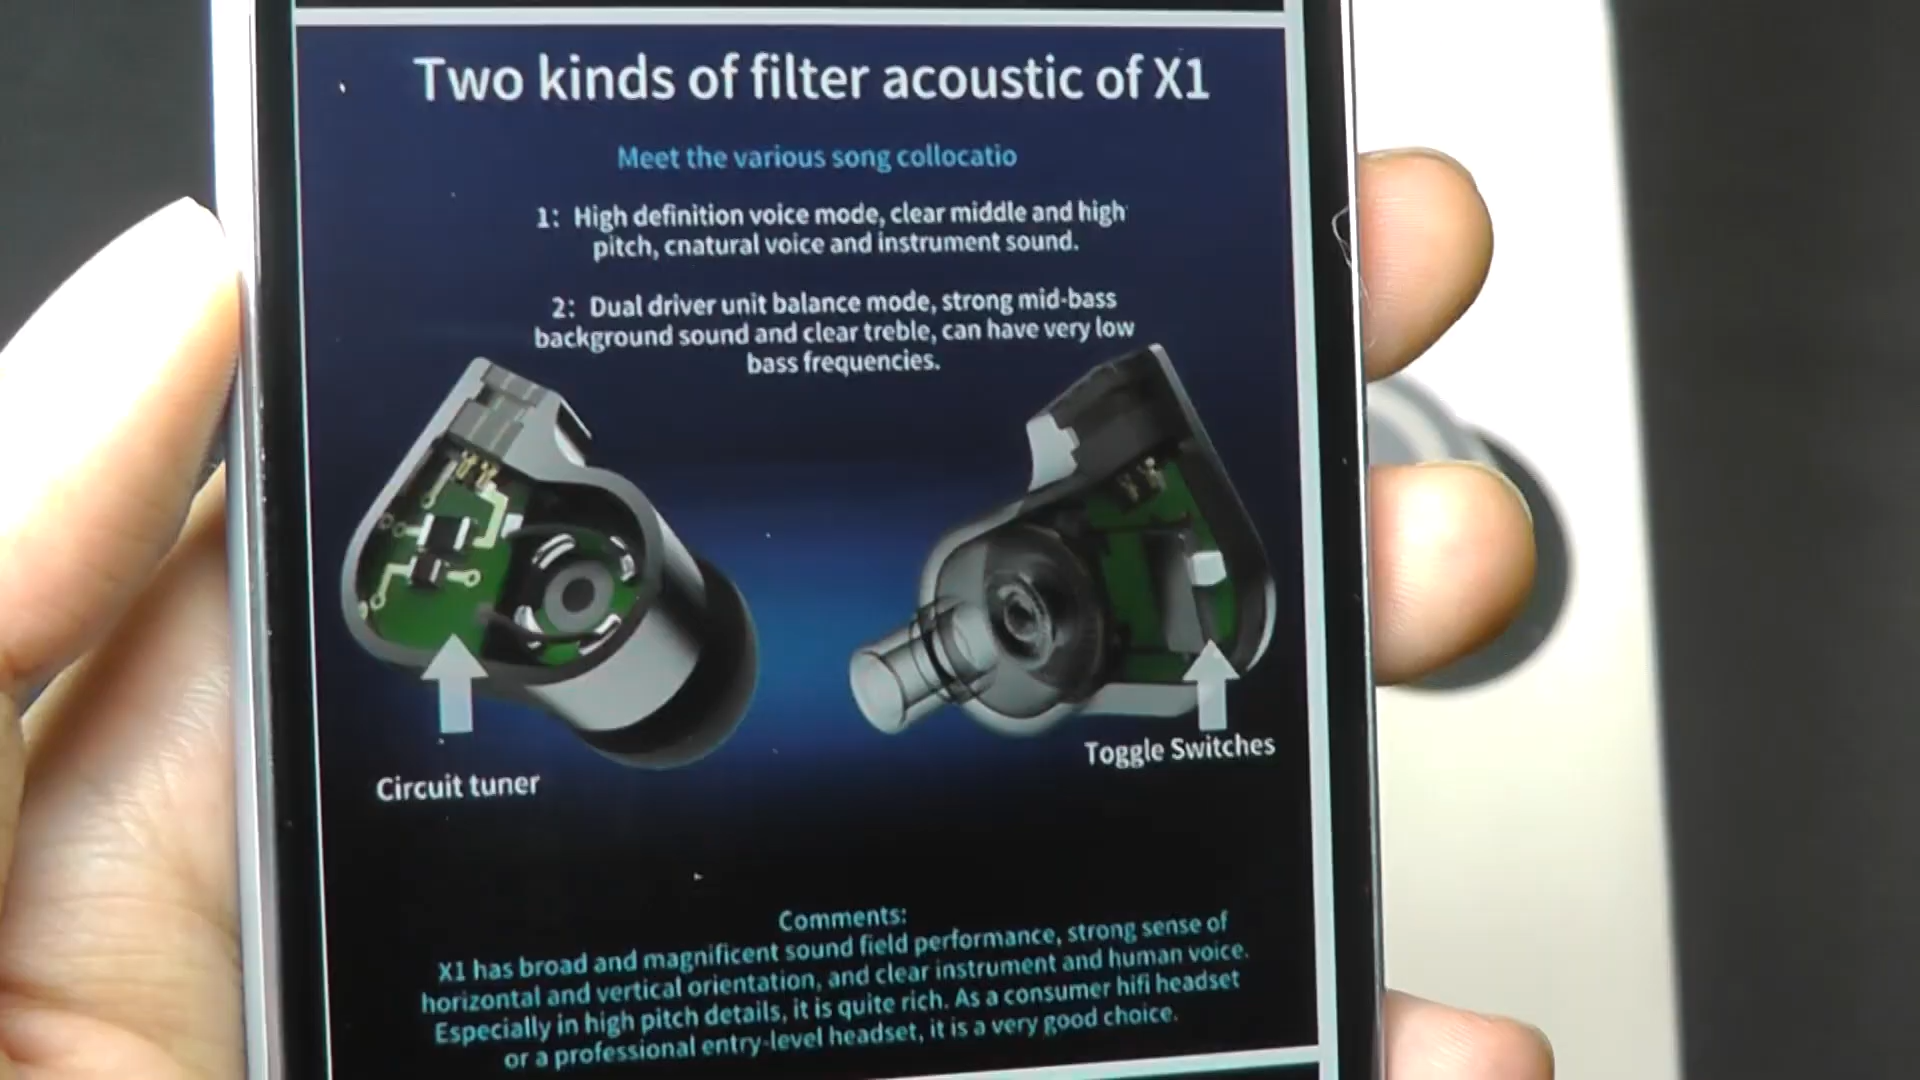 Two kinds of filter acoustic of X1
Meet the various song collocatio
1: High definition voice mode, clear middle and high
pitch, cnatural voice and instrument sound.
2: Dual driver unit balance mode, strong mid-bass
background sound and clear treble, can have very low
bass frequencies.
Circuit tuner
Toggle Switches
Comments:
X1 has broad and magnificent sound field performance, strong sense of
horizontal and vertical orientation, and clear instrument and human voice.
Especially in high pitch details, it is quite rich. As a consumer hifi headset
or a professional entry-level headset, it is a very good choice.